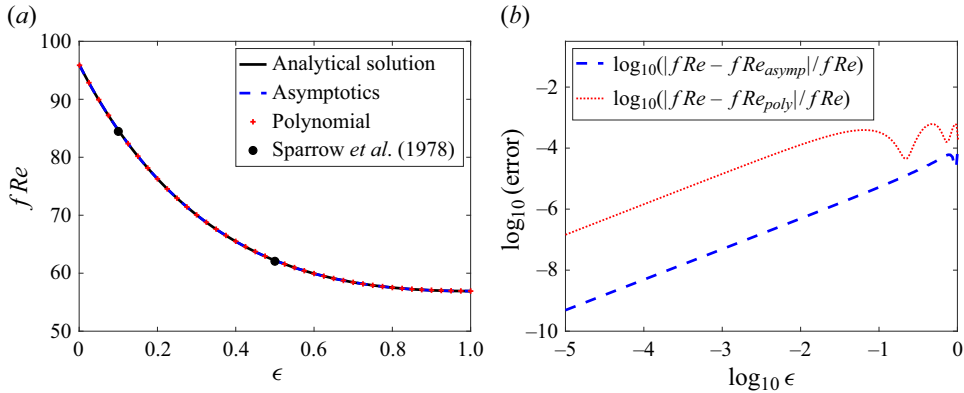 (a)
100
90
80
70
60
50
f Re
0
0.2
0.4
0.6
0.8
1.0
ϵ
Analytical solution
Asymptotics
Polynomial
Sparrow et al. (1978)
(b)
–2
–4
–6
–8
–10
log10 (error)
–5
–4
–3
–2
–1
0
log10 ϵ
log10(|f Re – f Reasymp|/f Re)
log10(|f Re – f Repoly|/f Re)